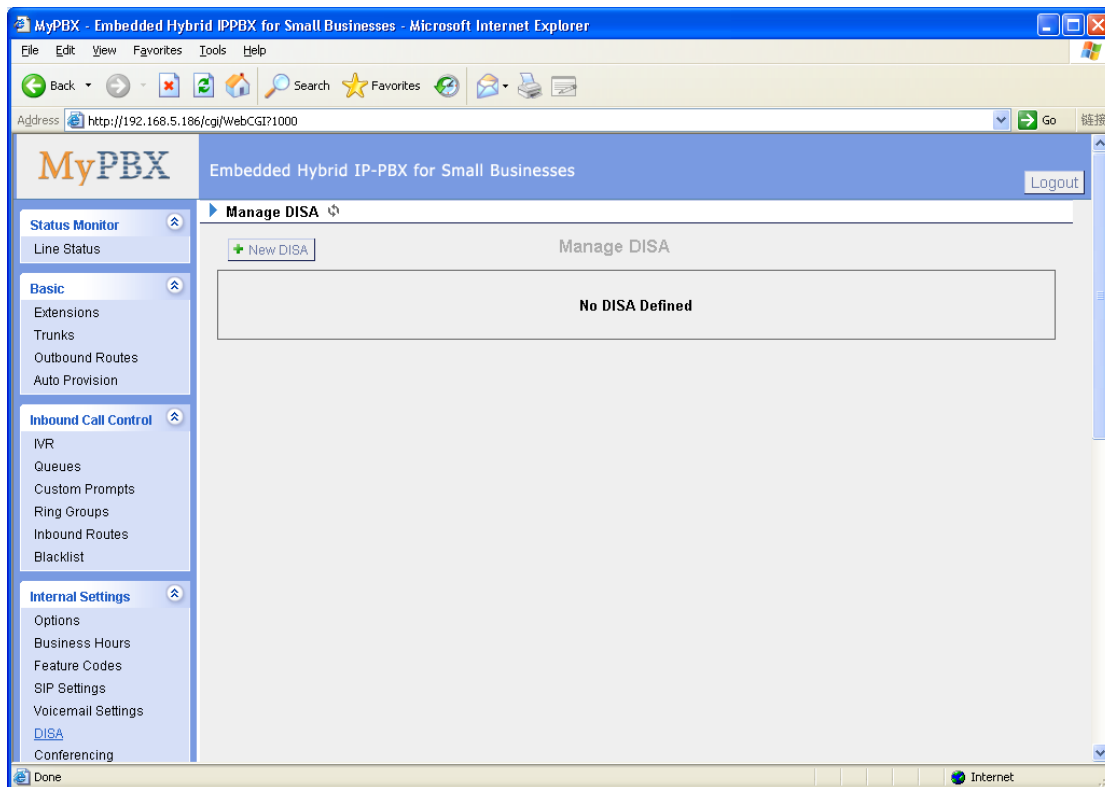 MyPBX - Embedded Hybrid IPPBX for Small Businesses - Microsoft Internet Explorer
File Edit View Favorites Tools Help
Back Search Favorites
Address http://192.168.5.186/cgi/WebCGI?1000 Go 链接
MyPBX Embedded Hybrid IP-PBX for Small Businesses
Logout
Manage DISA
New DISA Manage DISA
No DISA Defined
Status Monitor
Line Status
Basic
Extensions
Trunks
Outbound Routes
Auto Provision
Inbound Call Control
IVR
Queues
Custom Prompts
Ring Groups
Inbound Routes
Blacklist
Internal Settings
Options
Business Hours
Feature Codes
SIP Settings
Voicemail Settings
DISA
Conferencing
Done Internet